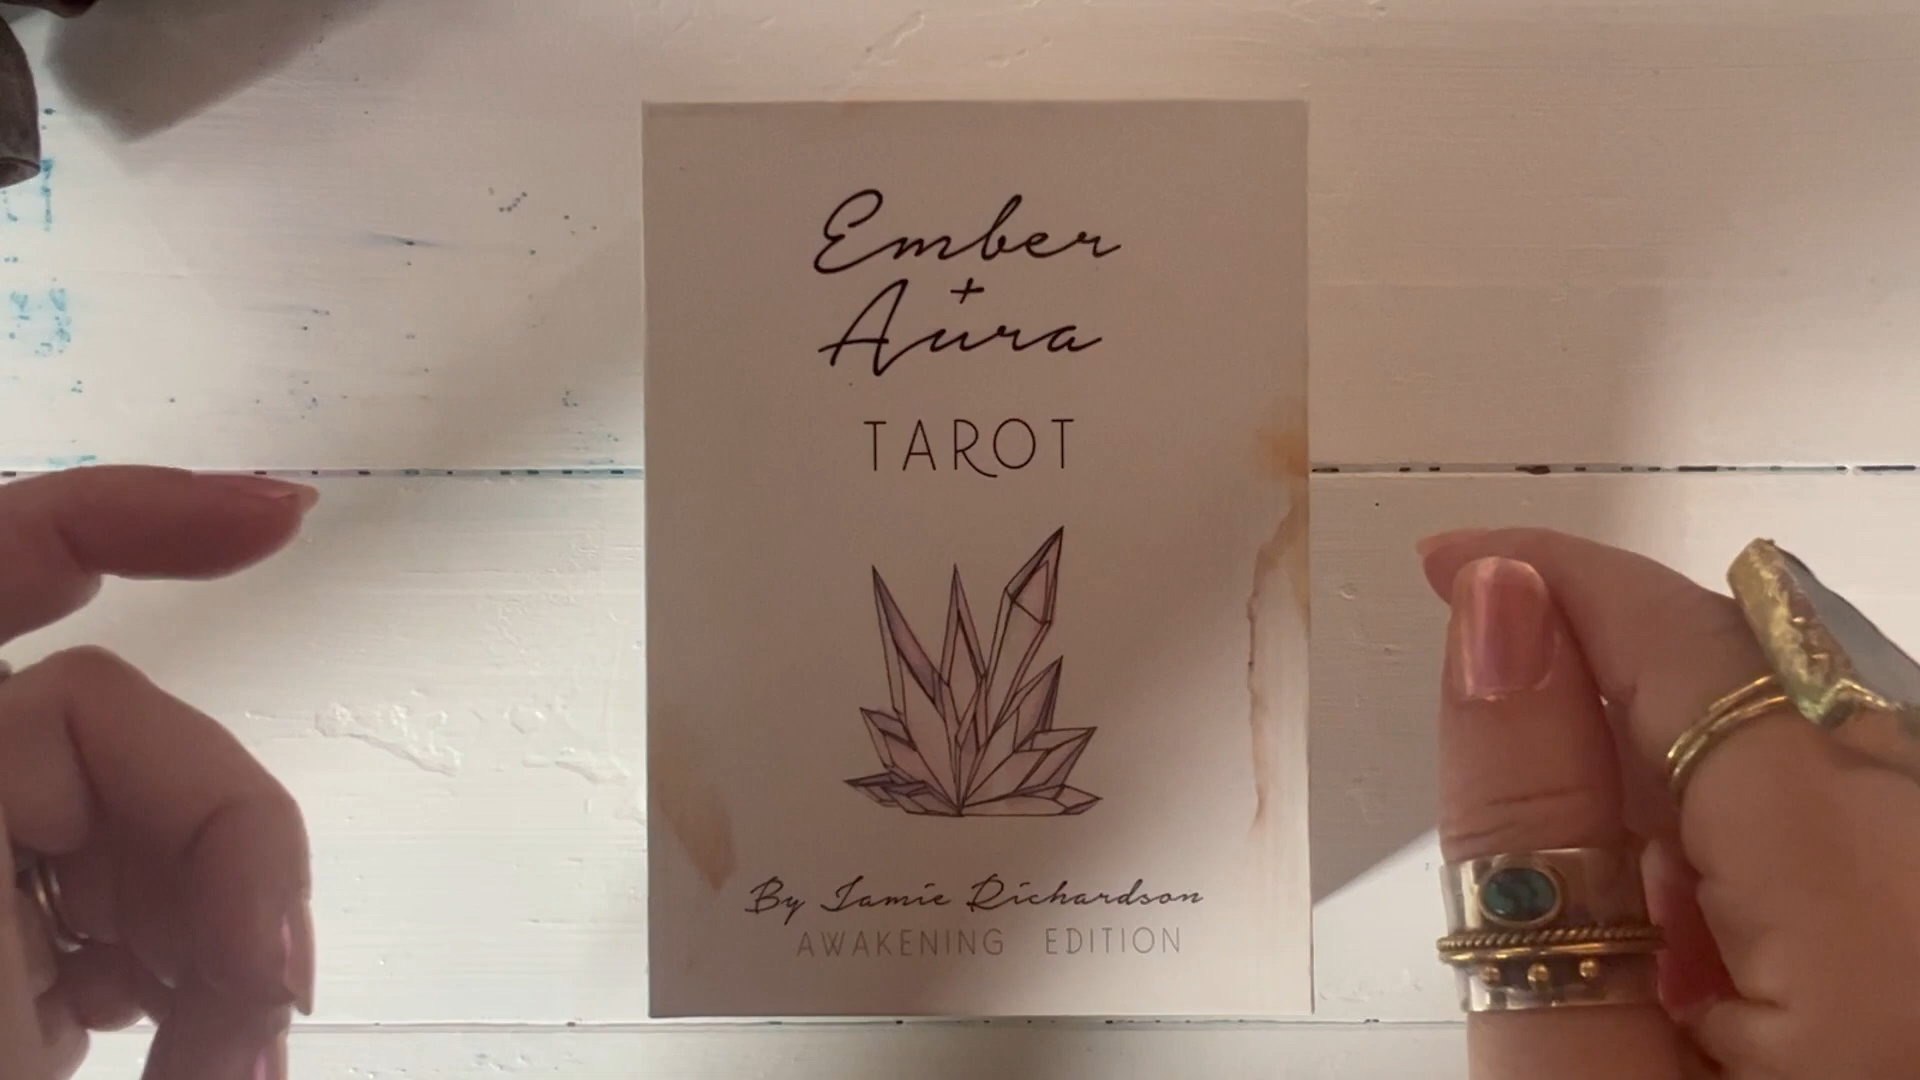 Ember
+
Aura
TAROT
By Jamie Richardson
AWAKENING EDITION